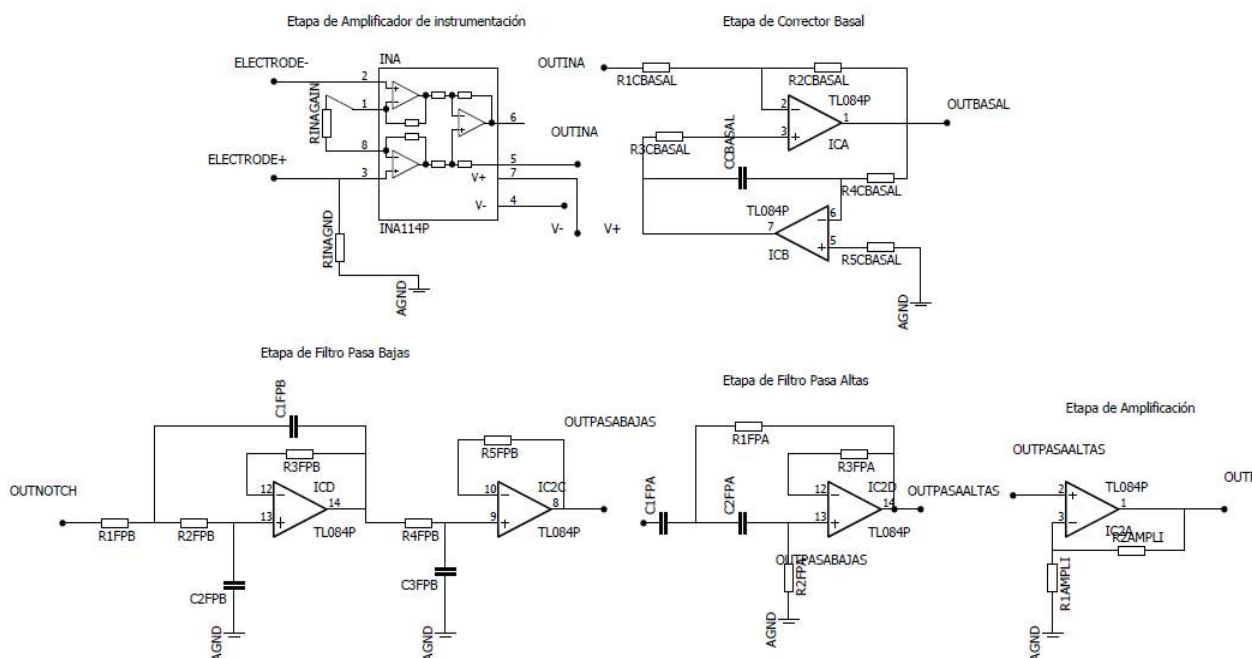 Etapa de Amplificador de instrumentación
ELECTRODE-
INA
2
1
RINAGAIN
8
ELECTRODE+
3
6
OUTINA
5
V+
7
V-
4
V-
V+
INA114P
RINAGND
AGND
Etapa de Corrector Basal
OUTINA
R1CBASAL
R2CBASAL
TL084P
2
1
OUTBASAL
3
ICA
R3CBASAL
CCBASAL
R4CBASAL
TL084P
6
7
5
ICB
R5CBASAL
AGND
Etapa de Filtro Pasa Bajas
C1FPB
R3FPB
12
ICD
14
OUTNOTCH
13
R1FPB
R2FPB
TL084P
C2FPB
AGND
R5FPB
OUTPASABAJAS
10
IC2C
8
9
R4FPB
TL084P
C3FPB
AGND
Etapa de Filtro Pasa Altas
R1FPA
R3FPA
C1FPA
C2FPA
12
IC2D
14
OUTPASAALTAS
13
TL084P
OUTPASABAJAS
R2FPA
AGND
Etapa de Amplificación
OUTPASAALTAS
TL084P
2
1
3
IC2A
R2AMPLI
R1AMPLI
AGND